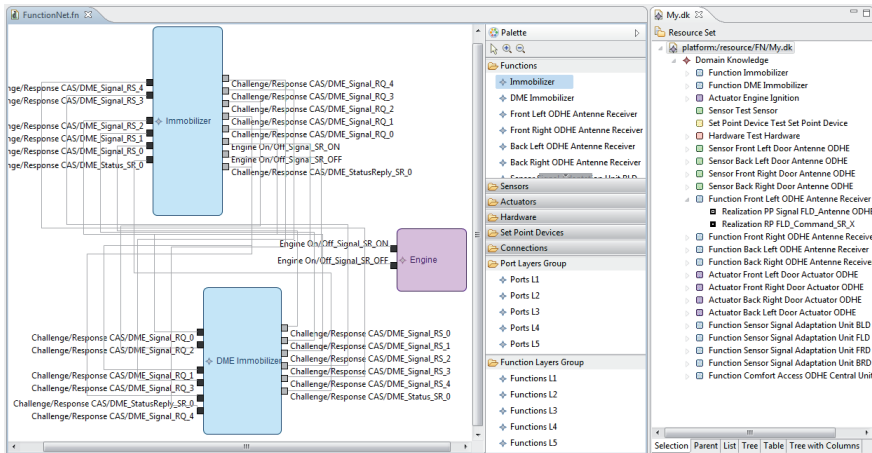 FunctionNet.fn
Challenge/Response CAS/DME_Signal_RQ_4
hallenge/Response CAS/DME_Signal_RS_4
Challenge/Response CAS/DME_Signal_RQ_3
hallenge/Response CAS/DME_Signal_RS_3
Challenge/Response CAS/DME_Signal_RQ_2
Immobilizer
Challenge/Response CAS/DME_Signal_RQ_1
hallenge/Response CAS/DME_Signal_RS_2
hallenge/Response CAS/DME_Signal_RS_1
Challenge/Response CAS/DME_Signal_RQ_0
hallenge/Response CAS/DME_Signal_RS_0
Engine On/Off_Signal_SR_ON
hallenge/Response CAS/DME_Status_SR_0
Engine On/Off_Signal_SR_OFF
Challenge/Response CAS/DME_StatusReply_SR_0
Engine On/Off_Signal_SR_ON
Engine On/Off_Signal_SR_OFF
Engine
Challenge/Response CAS/DME_Signal_RQ_0
Challenge/Response CAS/DME_Signal_RQ_2
Challenge/Response CAS/DME_Signal_RQ_1
Challenge/Response CAS/DME_Signal_RQ_3
Challenge/Response CAS/DME_StatusReply_SR_0
Challenge/Response CAS/DME_Signal_RQ_4
DME Immobilizer
Challenge/Response CAS/DME_Signal_RS_0
Challenge/Response CAS/DME_Signal_RS_1
Challenge/Response CAS/DME_Signal_RS_2
Challenge/Response CAS/DME_Signal_RS_3
Challenge/Response CAS/DME_Signal_RS_4
Challenge/Response CAS/DME_Status_SR_0
Palette
Functions
Immobilizer
DME Immobilizer
Front Left ODHE Antenne Receiver
Front Right ODHE Antenne Receiver
Back Left ODHE Antenne Receiver
Back Right ODHE Antenne Receiver
Sensors
Actuators
Hardware
Set Point Devices
Connections
Port Layers Group
Ports L1
Ports L2
Ports L3
Ports L4
Ports L5
Function Layers Group
Functions L1
Functions L2
Functions L3
Functions L4
Functions L5
My.dk
Resource Set
platform:/resource/FN/My.dk
Domain Knowledge
Function Immobilizer
Function DME Immobilizer
Actuator Engine Ignition
Sensor Test Sensor
Set Point Device Test Set Point Device
Hardware Test Hardware
Sensor Front Left Door Antenne ODHE
Sensor Back Left Door Antenne ODHE
Sensor Front Right Door Antenne ODHE
Sensor Back Right Door Antenne ODHE
Function Front Left ODHE Antenne Receiver
Realization PP Signal FLD_Antenne ODHE
Realization RP FLD_Command_SR_X
Function Front Right ODHE Antenne Receive
Function Back Left ODHE Antenne Receiver
Function Back Right ODHE Antenne Receiver
Actuator Front Left Door Actuator ODHE
Actuator Front Right Door Actuator ODHE
Actuator Back Right Door Actuator ODHE
Actuator Back Left Door Actuator ODHE
Function Sensor Signal Adaptation Unit BLD
Function Sensor Signal Adaptation Unit FLD
Function Sensor Signal Adaptation Unit FRD
Function Sensor Signal Adaptation Unit BRD
Function Comfort Access ODHE Central Unit
Selection Parent List Tree Table Tree with Columns